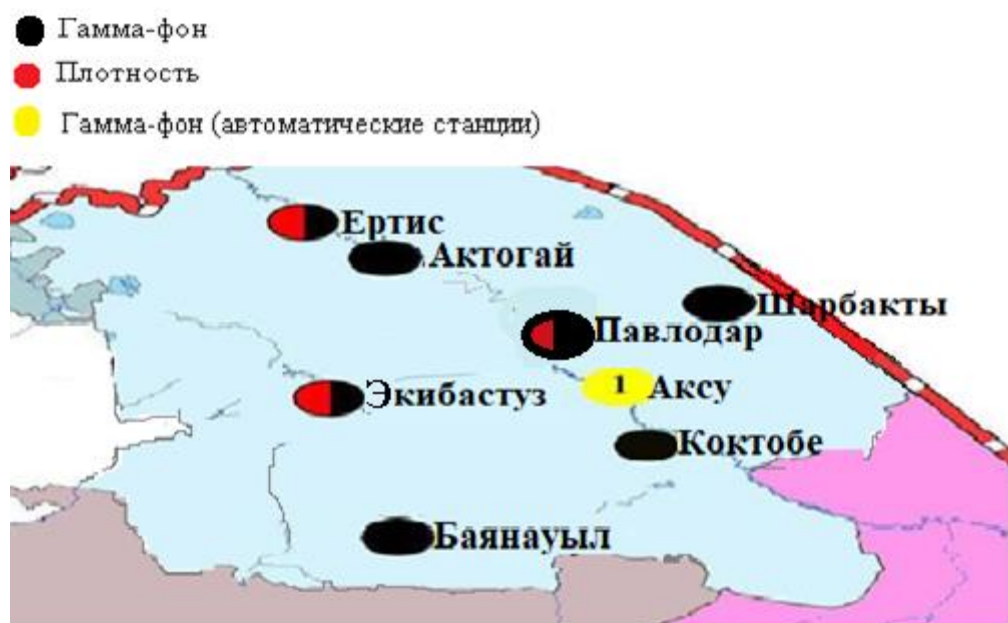 Гамма-фон
Плотность
Гамма-фон (автоматические станции)
Ертис
Актогай
Шарбакты
Павлодар
1 Аксу
Экибастуз
Коктобе
Баянауыл